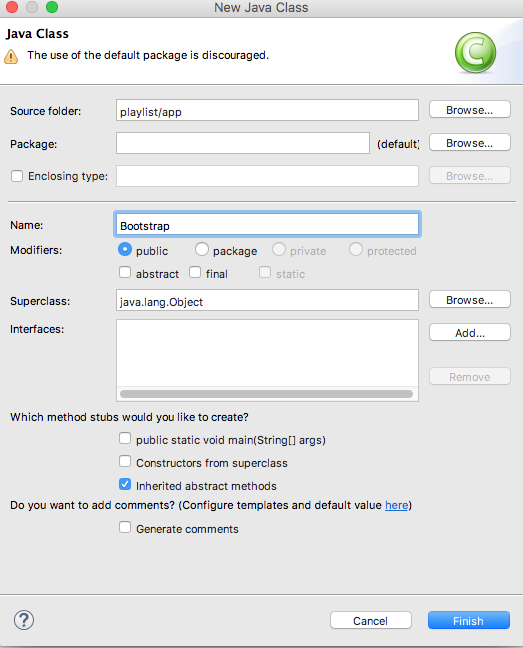 New Java Class
Java Class
The use of the default package is discouraged.
Source folder: playlist/app Browse...
Package: (default) Browse...
Enclosing type: Browse...
Name: Bootstrap
Modifiers: public package private protected
abstract final static
Superclass: java.lang.Object Browse...
Interfaces: Add...
Remove
Which method stubs would you like to create?
public static void main(String[] args)
Constructors from superclass
Inherited abstract methods
Do you want to add comments? (Configure templates and default value here)
Generate comments
? Cancel Finish